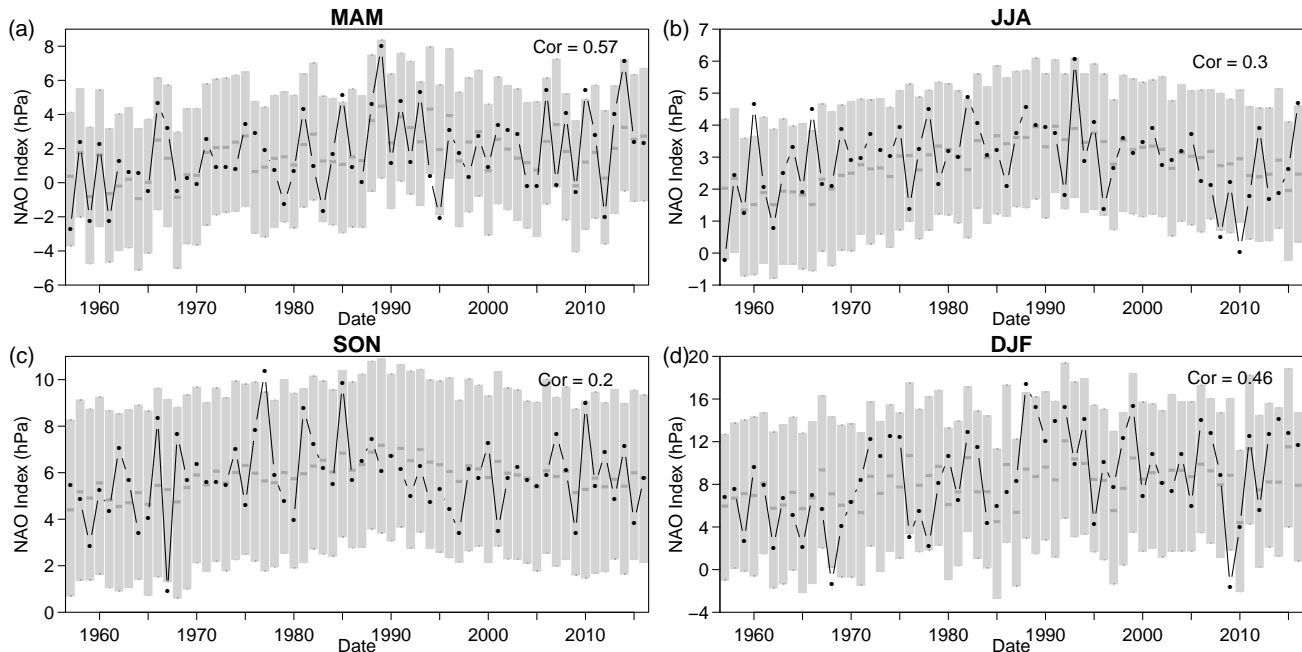 (a)
MAM
NAO Index (hPa)
8
6
4
2
0
−2
−4
−6
Cor = 0.57
1960 1970 1980 1990 2000 2010
Date
(b)
JJA
NAO Index (hPa)
7
6
5
4
3
2
1
0
−1
Cor = 0.3
1960 1970 1980 1990 2000 2010
Date
(c)
SON
NAO Index (hPa)
10
8
6
4
2
0
Cor = 0.2
1960 1970 1980 1990 2000 2010
Date
(d)
DJF
NAO Index (hPa)
20
16
12
8
4
0
−4
Cor = 0.46
1960 1970 1980 1990 2000 2010
Date